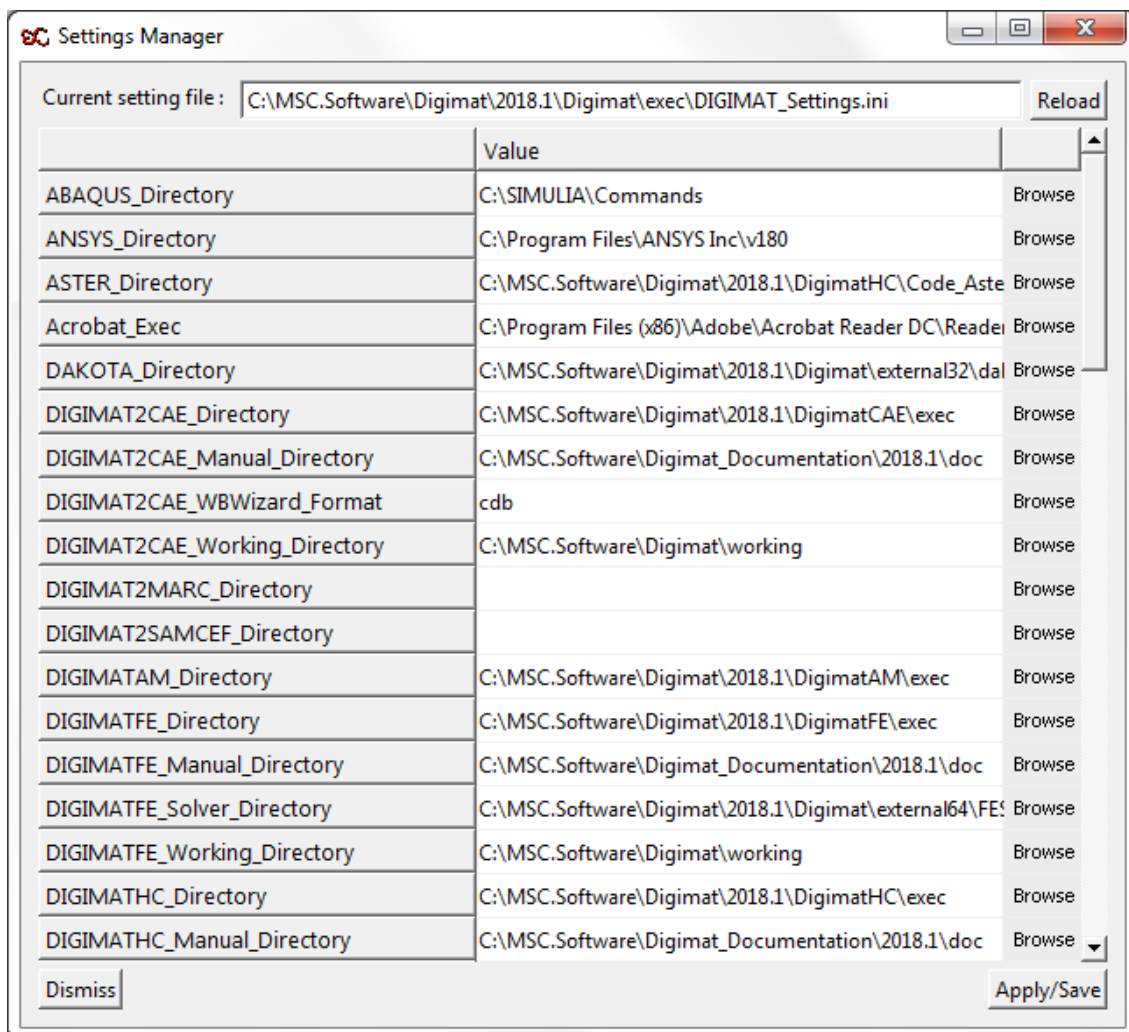 Settings Manager
Current setting file : C:\MSC.Software\Digimat\2018.1\Digimat\exec\DIGIMAT_Settings.ini Reload
Value
ABAQUS_Directory C:\SIMULIA\Commands Browse
ANSYS_Directory C:\Program Files\ANSYS Inc\v180 Browse
ASTER_Directory C:\MSC.Software\Digimat\2018.1\DigimatHC\Code_Aste Browse
Acrobat_Exec C:\Program Files (x86)\Adobe\Acrobat Reader DC\Reader Browse
DAKOTA_Directory C:\MSC.Software\Digimat\2018.1\Digimat\external32\dal Browse
DIGIMAT2CAE_Directory C:\MSC.Software\Digimat\2018.1\DigimatCAE\exec Browse
DIGIMAT2CAE_Manual_Directory C:\MSC.Software\Digimat_Documentation\2018.1\doc Browse
DIGIMAT2CAE_WBWizard_Format cdb Browse
DIGIMAT2CAE_Working_Directory C:\MSC.Software\Digimat\working Browse
DIGIMAT2MARC_Directory Browse
DIGIMAT2SAMCEF_Directory Browse
DIGIMATAM_Directory C:\MSC.Software\Digimat\2018.1\DigimatAM\exec Browse
DIGIMATFE_Directory C:\MSC.Software\Digimat\2018.1\DigimatFE\exec Browse
DIGIMATFE_Manual_Directory C:\MSC.Software\Digimat_Documentation\2018.1\doc Browse
DIGIMATFE_Solver_Directory C:\MSC.Software\Digimat\2018.1\Digimat\external64\FES Browse
DIGIMATFE_Working_Directory C:\MSC.Software\Digimat\working Browse
DIGIMATHC_Directory C:\MSC.Software\Digimat\2018.1\DigimatHC\exec Browse
DIGIMATHC_Manual_Directory C:\MSC.Software\Digimat_Documentation\2018.1\doc Browse
Dismiss Apply/Save